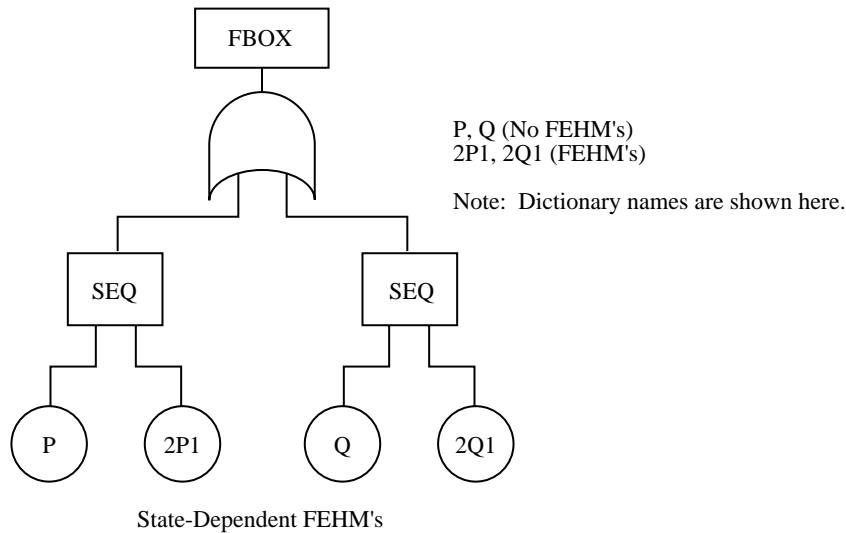 FBOX
P, Q (No FEHM's)
2P1, 2Q1 (FEHM's)
Note: Dictionary names are shown here.
SEQ
SEQ
P
2P1
Q
2Q1
State-Dependent FEHM's